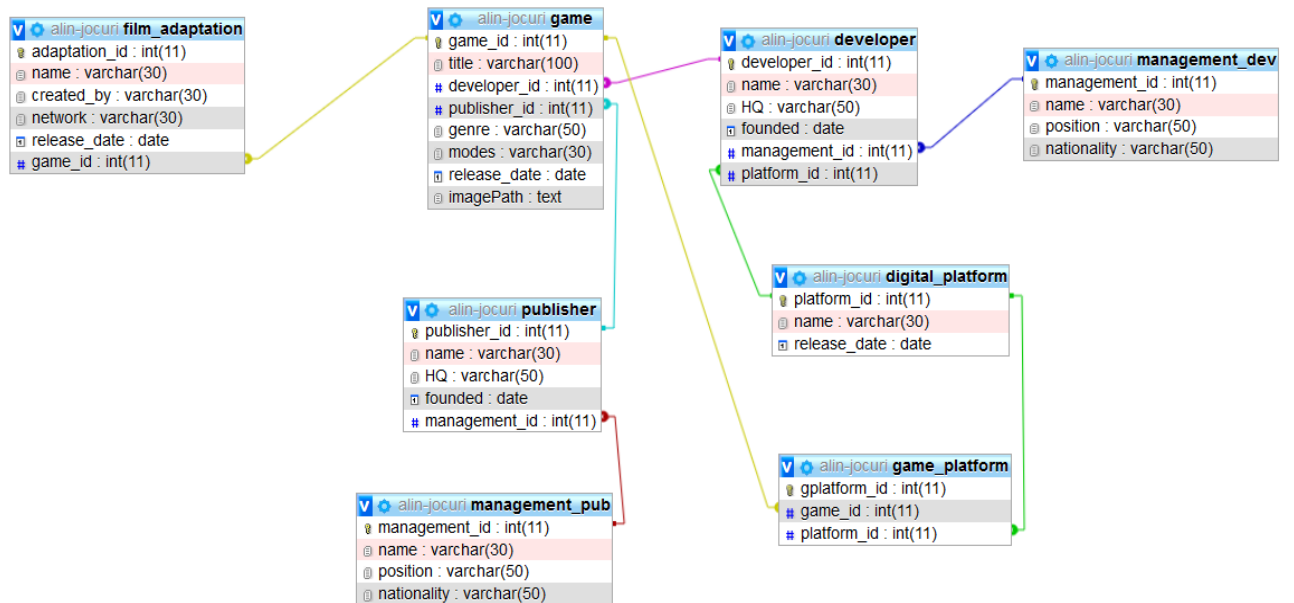 alin-jocuri film_adaptation
adaptation_id : int(11)
name : varchar(30)
created_by : varchar(30)
network : varchar(30)
release_date : date
game_id : int(11)
alin-jocuri game
game_id : int(11)
title : varchar(100)
developer_id : int(11)
publisher_id : int(11)
genre : varchar(50)
modes : varchar(30)
release_date : date
imagePath : text
alin-jocuri developer
developer_id : int(11)
name : varchar(30)
HQ : varchar(50)
founded : date
management_id : int(11)
platform_id : int(11)
alin-jocuri management_dev
management_id : int(11)
name : varchar(30)
position : varchar(50)
nationality : varchar(50)
alin-jocuri digital_platform
platform_id : int(11)
name : varchar(30)
release_date : date
alin-jocuri publisher
publisher_id : int(11)
name : varchar(30)
HQ : varchar(50)
founded : date
management_id : int(11)
alin-jocuri game_platform
gplatform_id : int(11)
game_id : int(11)
platform_id : int(11)
alin-jocuri management_pub
management_id : int(11)
name : varchar(30)
position : varchar(50)
nationality : varchar(50)